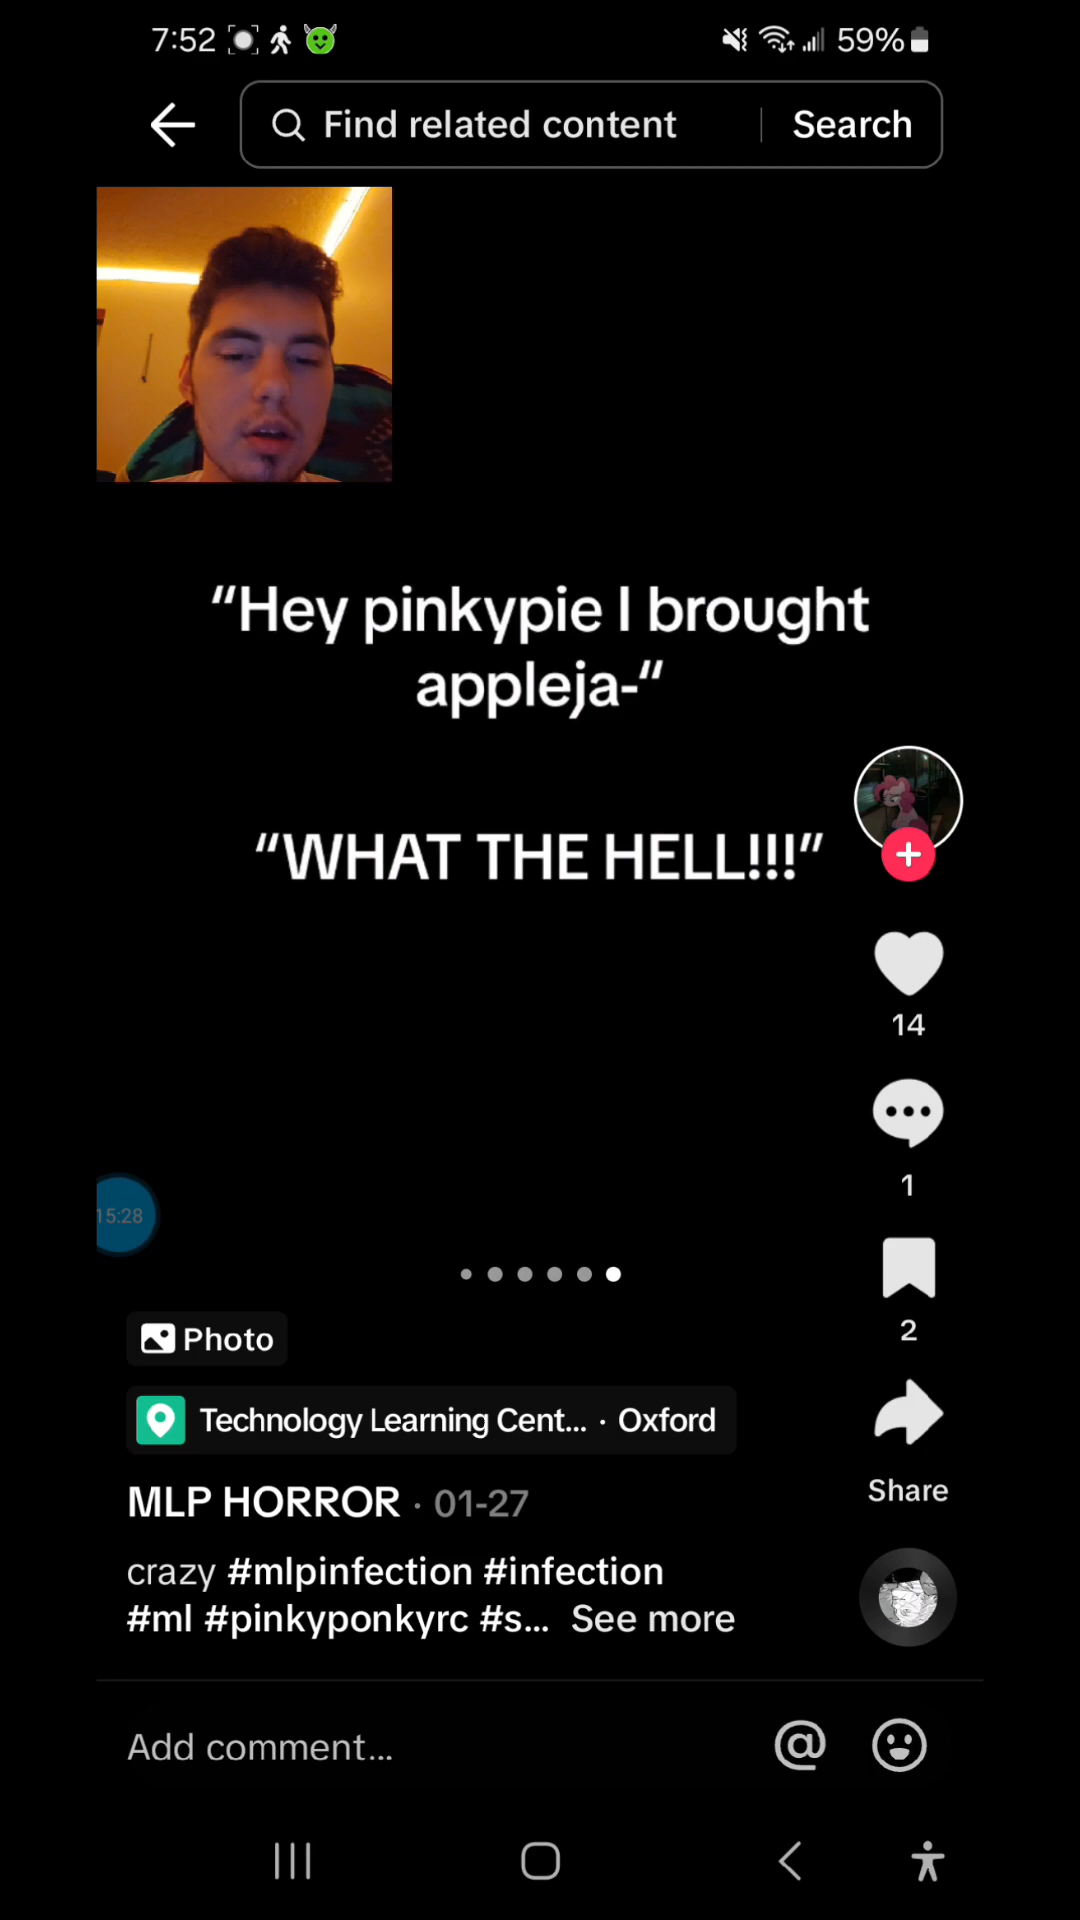 7:52
59%
Find related content
Search
“Hey pinkypie I brought
appleja-“
“WHAT THE HELL!!!”
14
1
15:28
2
Photo
Technology Learning Cent... · Oxford
Share
MLP HORROR · 01-27
crazy #mlpinfection #infection
#ml #pinkyponkyrc #s... See more
Add comment...